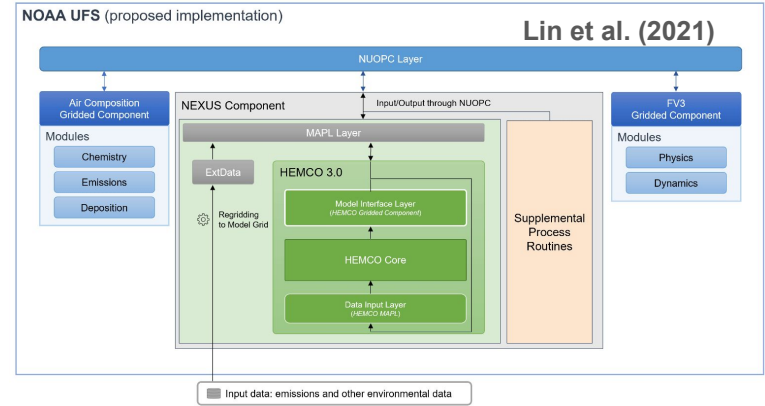 NOAA UFS (proposed implementation)
Lin et al. (2021)
NUOPC Layer
Air Composition
Gridded Component
Modules
Chemistry
Emissions
Deposition
NEXUS Component
Input/Output through NUOPC
MAPL Layer
ExtData
Regridding
to Model Grid
HEMCO 3.0
Model Interface Layer
(HEMCO Gridded Component)
HEMCO Core
Data Input Layer
(HEMCO MAPL)
Supplemental
Process
Routines
FV3
Gridded Component
Modules
Physics
Dynamics
Input data: emissions and other environmental data